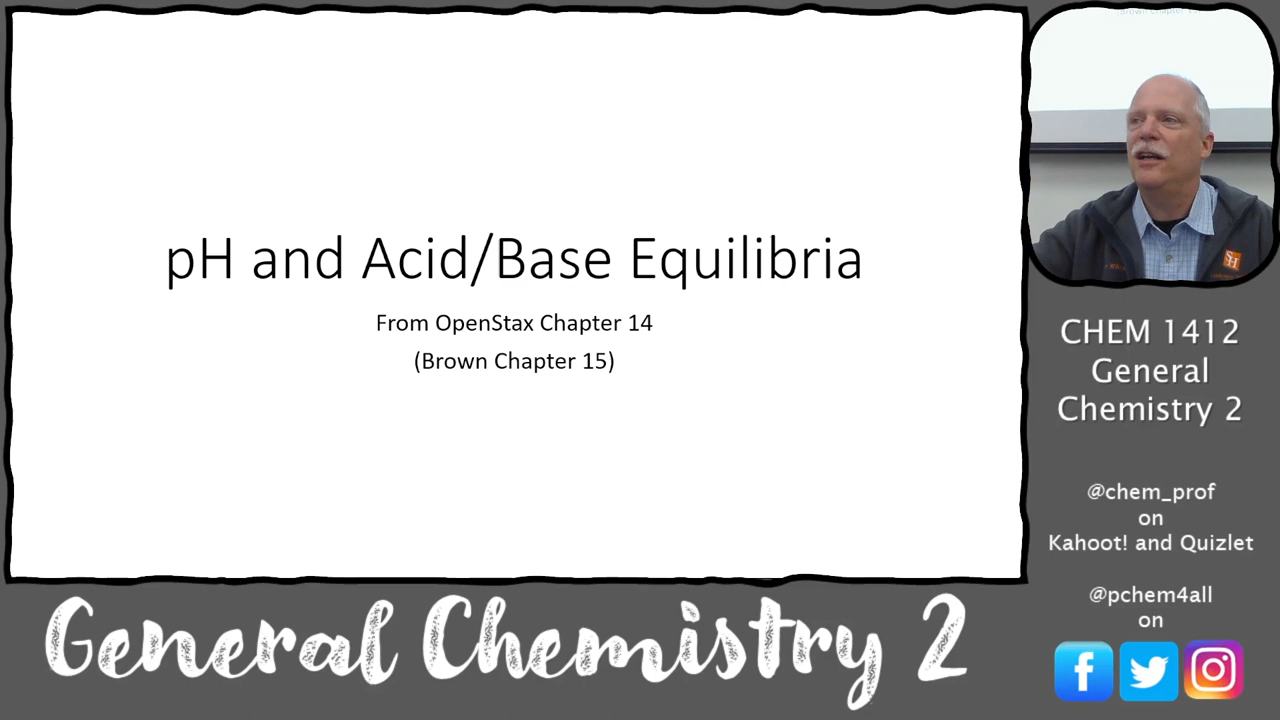 pH and Acid/Base Equilibria
From OpenStax Chapter 14
(Brown Chapter 15)
CHEM 1412
General
Chemistry 2
@chem_prof
on
Kahoot! and Quizlet
@pchem4all
on
General Chemistry 2